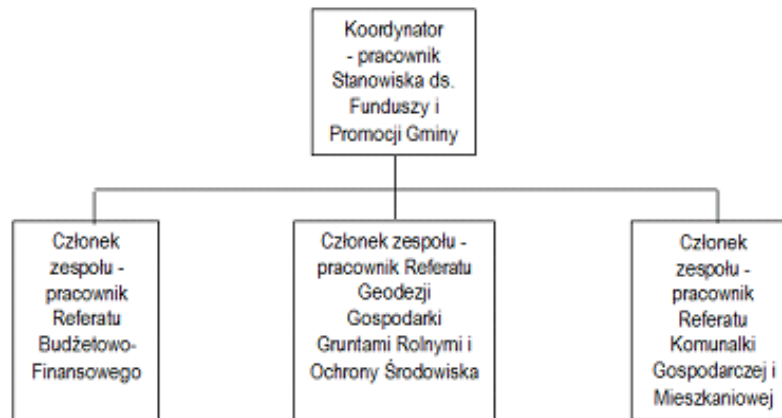 Koordynator
- pracownik
Stanowiska ds.
Funduszy i
Promocji Gminy
Członek
zespołu -
pracownik
Referatu
Budżetowo-
Finansowego
Członek zespołu -
pracownik Referatu
Geodezji
Gospodarki
Gruntami Rolnymi i
Ochrony Środowiska
Członek
zespołu -
pracownik
Referatu
Komunalki
Gospodarczej i
Mieszkaniowej